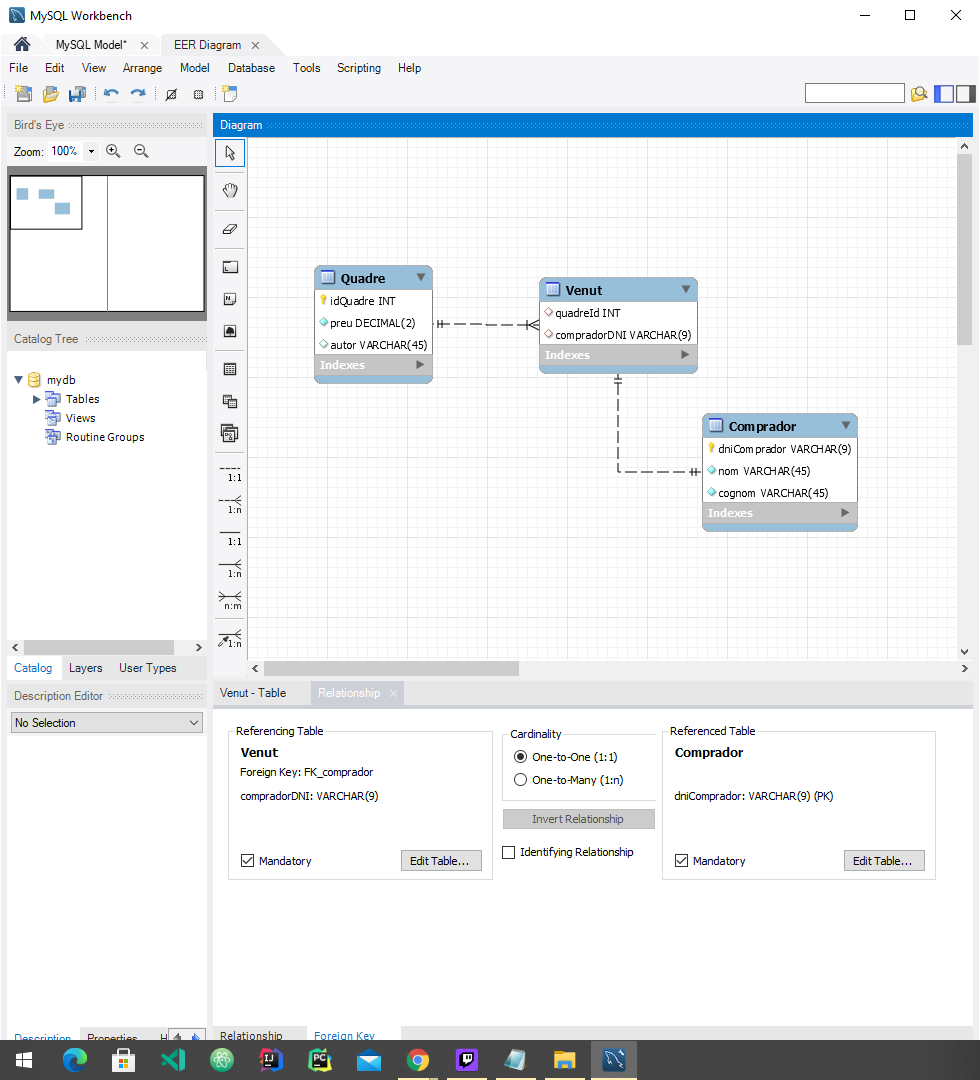 MySQL Workbench
MySQL Model*
EER Diagram
File Edit View Arrange Model Database Tools Scripting Help
Bird's Eye
Diagram
Zoom: 100%
Catalog Tree
mydb
Tables
Views
Routine Groups
Quadre
idQuadre INT
preu DECIMAL(2)
autor VARCHAR(45)
Indexes
Venut
quadreId INT
compradorDNI VARCHAR(9)
Indexes
Comprador
dniComprador VARCHAR(9)
nom VARCHAR(45)
cognom VARCHAR(45)
Indexes
1:1
1:n
1:1
1:n
n:m
1:n
Catalog Layers User Types
Description Editor
No Selection
Venut - Table
Relationship
Referencing Table
Venut
Foreign Key: FK_comprador
compradorDNI: VARCHAR(9)
Mandatory
Edit Table...
Cardinality
One-to-One (1:1)
One-to-Many (1:n)
Invert Relationship
Identifying Relationship
Referenced Table
Comprador
dniComprador: VARCHAR(9) (PK)
Mandatory
Edit Table...
Description Properties H
Relationship Foreign Key